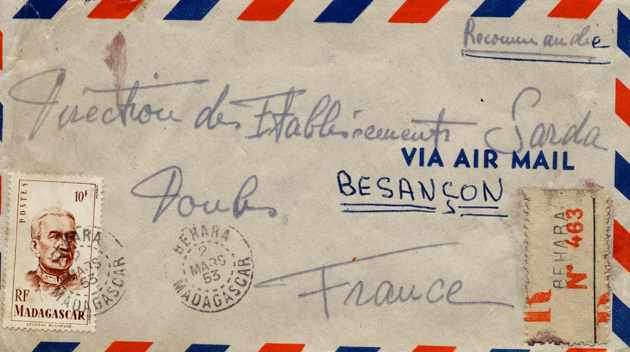 Recommandée
Direction des Etablissements Sarda
VIA AIR MAIL
BESANÇON
Doubs
France
POSTES
10F
RF
MADAGASCAR
BEHARA
2
MARS
53
MADAGASCAR
BEHARA
N° 463
R